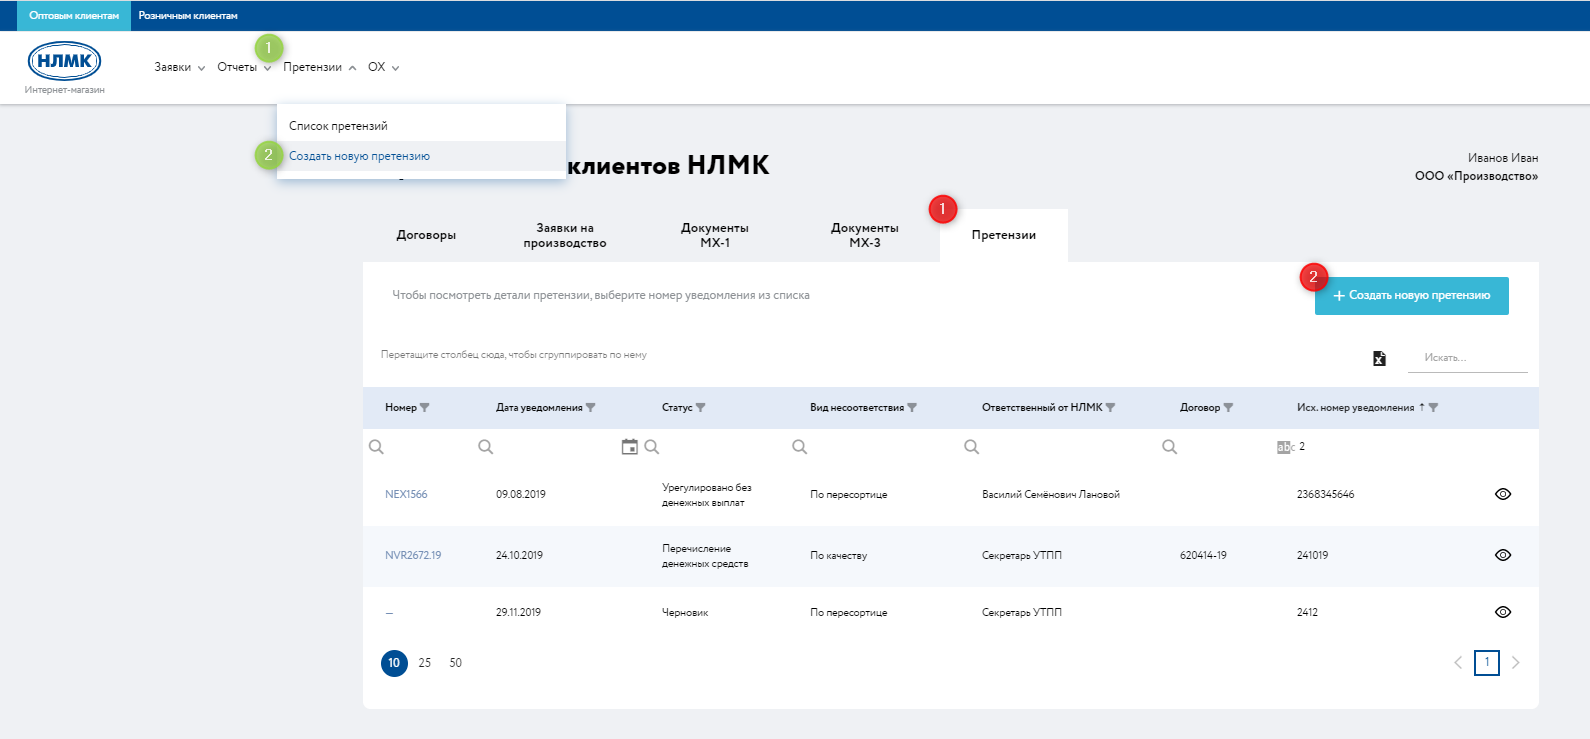 Оптовым клиентам Розничным клиентам
1
НЛМК
Интернет-магазин
Заявки Отчеты Претензии ОХ
Список претензий
2 Создать новую претензию
клиентов НЛМК
Иванов Иван
ООО «Производство»
1
Договоры
Заявки на производство
Документы МХ-1
Документы МХ-3
Претензии
2
Чтобы посмотреть детали претензии, выберите номер уведомления из списка
+ Создать новую претензию
Перетащите столбец сюда, чтобы сгруппировать по нему
Искать...
Номер Дата уведомления Статус Вид несоответствия Ответственный от НЛМК Договор Исх. номер уведомления ↑
abc 2
NEX1566 09.08.2019 Урегулировано без денежных выплат По пересортице Василий Семёнович Лановой 2368345646
NVR2672.19 24.10.2019 Перечисление денежных средств По качеству Секретарь УТПП 620414-19 241019
— 29.11.2019 Черновик По пересортице Секретарь УТПП 2412
10 25 50
1